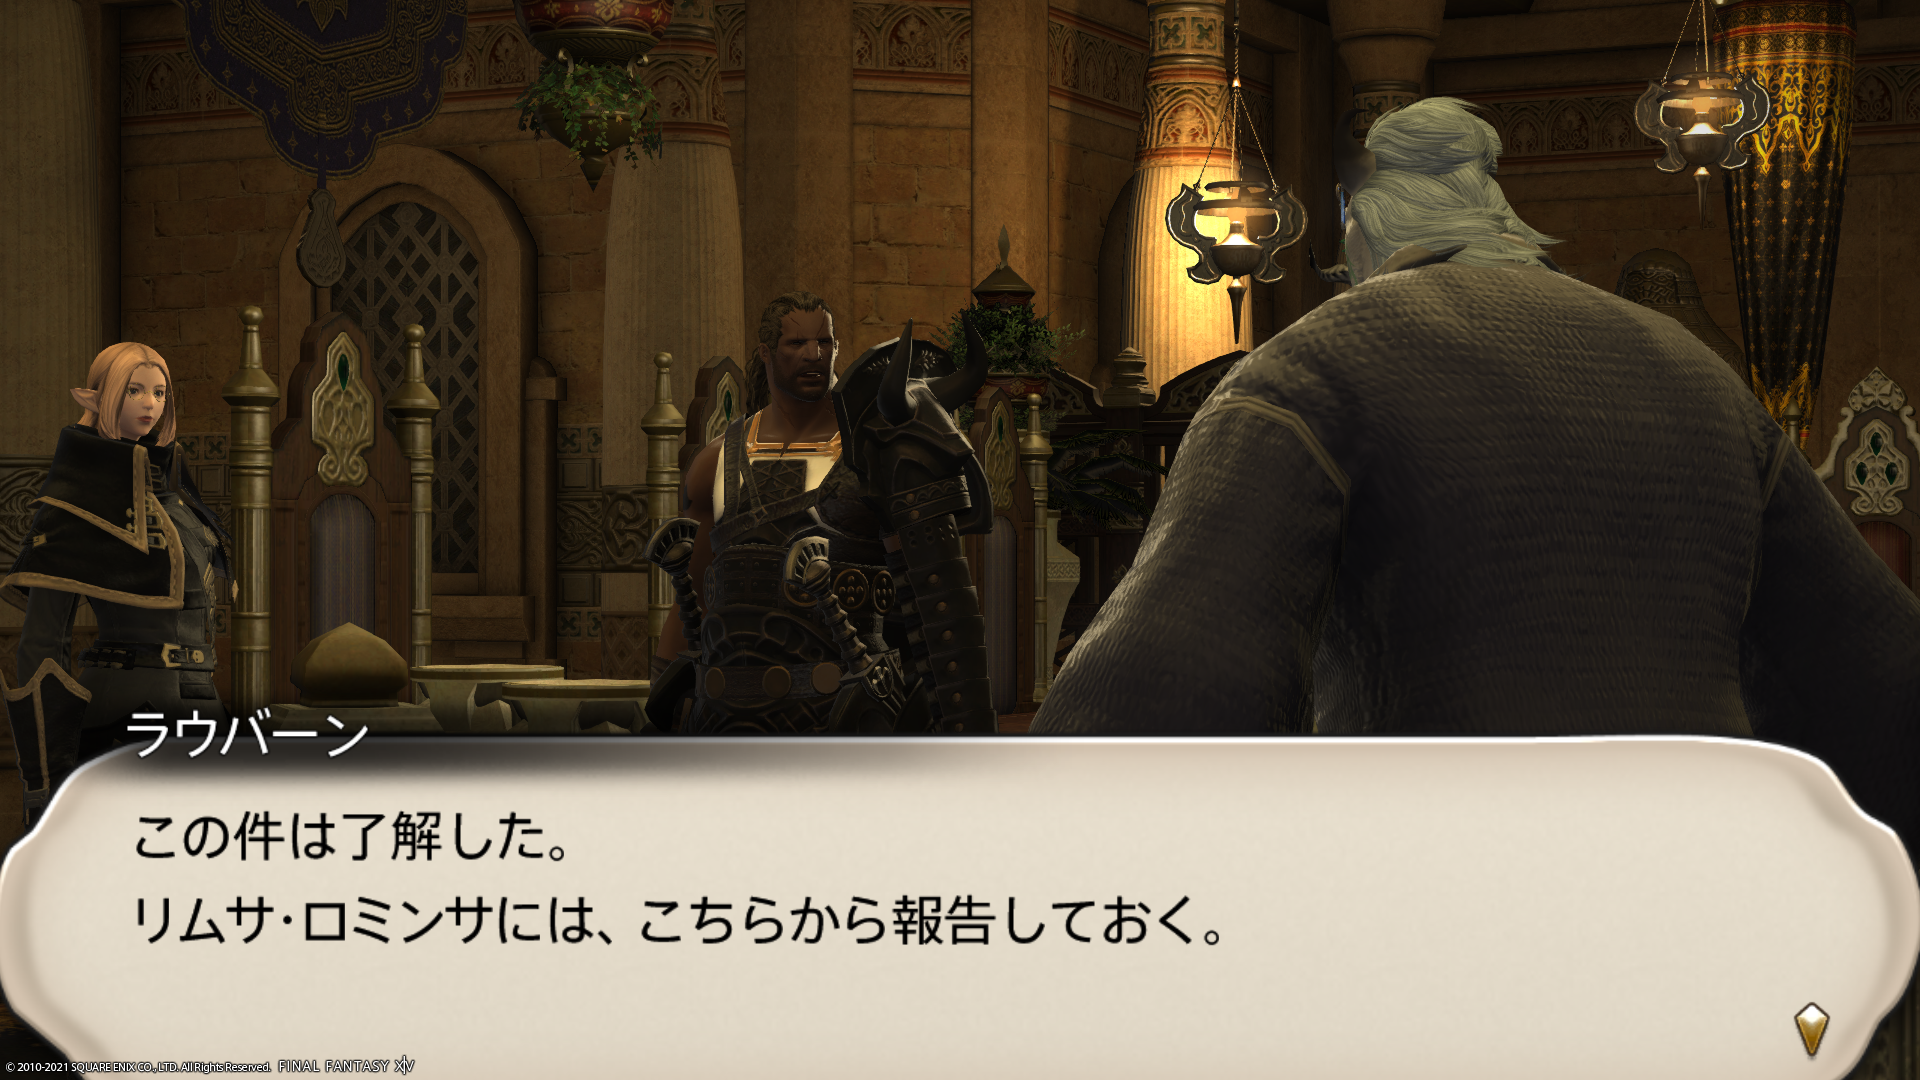 ラウバーン
この件は了解した。
リムサ・ロミンサには、こちらから報告しておく。
© 2010-2021 SQUARE ENIX CO., LTD. All Rights Reserved. FINAL FANTASY XIV